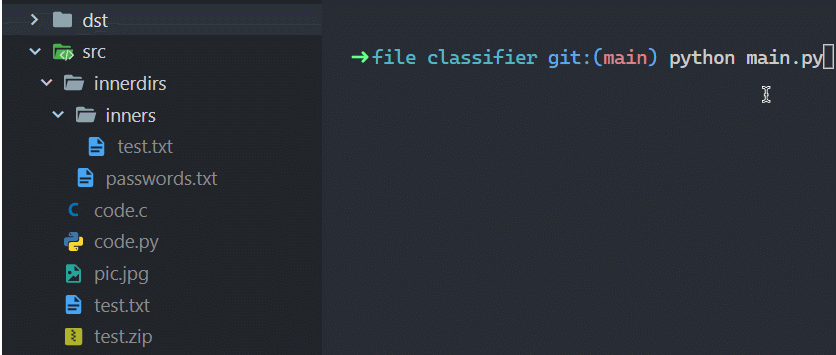 dst
src
innerdirs
inners
test.txt
passwords.txt
code.c
code.py
pic.jpg
test.txt
test.zip
➜file classifier git:(main) python main.py